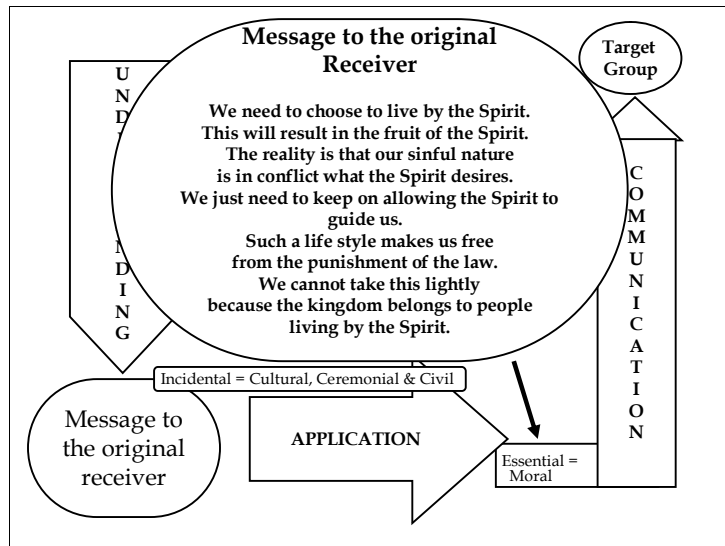 Message to the original
Receiver
We need to choose to live by the Spirit.
This will result in the fruit of the Spirit.
The reality is that our sinful nature
is in conflict what the Spirit desires.
We just need to keep on allowing the Spirit to
guide us.
Such a life style makes us free
from the punishment of the law.
We cannot take this lightly
because the kingdom belongs to people
living by the Spirit.
Target
Group
U
N
D
D
I
N
G
C
O
M
M
U
N
I
C
A
T
I
O
N
Incidental = Cultural, Ceremonial & Civil
Message to
the original
receiver
APPLICATION
Essential =
Moral